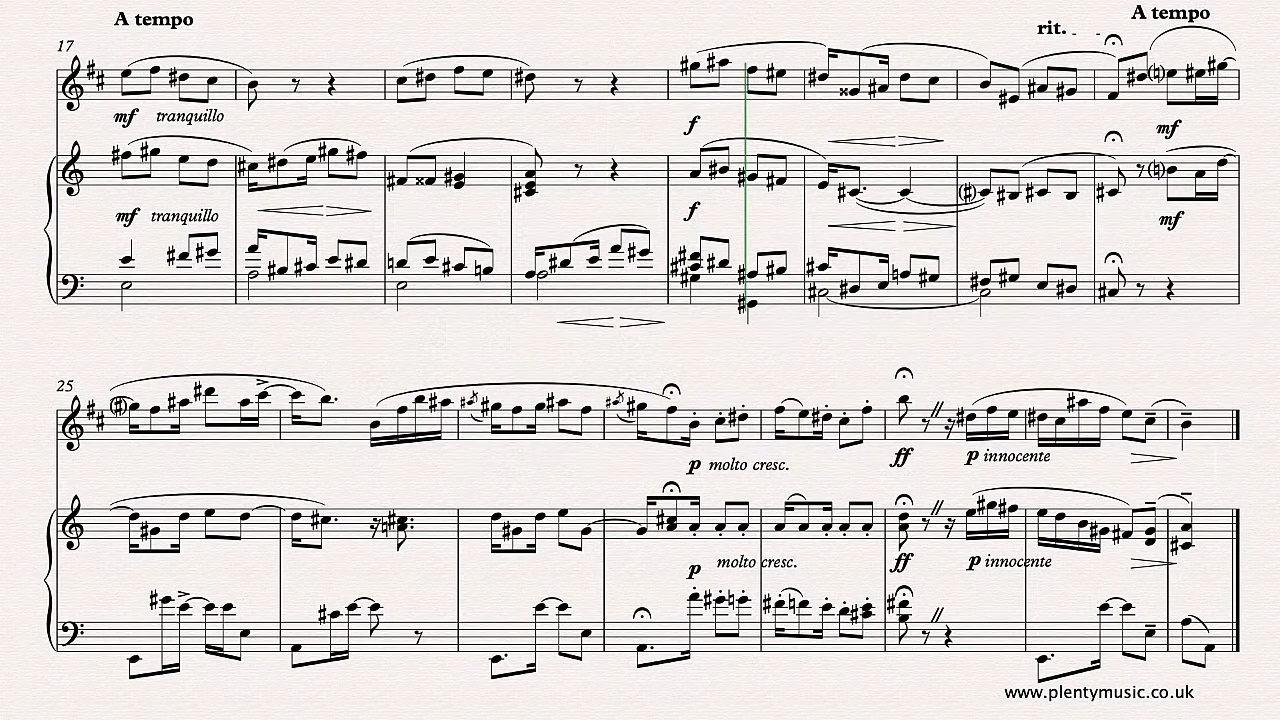 A tempo
rit.
A tempo
17
mf tranquillo
f
mf
mf tranquillo
f
mf
25
p molto cresc.
ff
p innocente
p
molto cresc.
ff
p innocente
www.plentymusic.co.uk